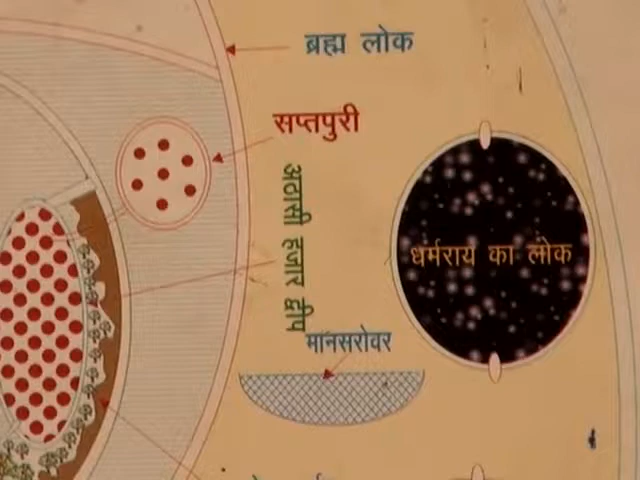 ब्रह्म लोक
सप्तपुरी
अठासी हजार द्वीप
धर्मराय का लोक
मानसरोवर